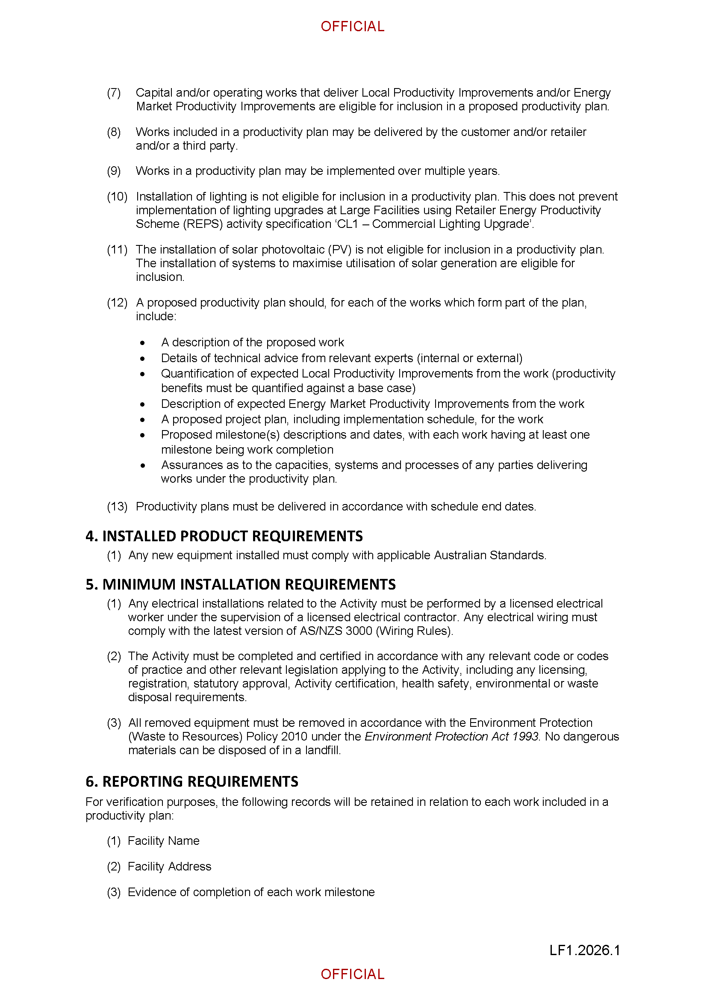 OFFICIAL
(7) Capital and/or operating works that deliver Local Productivity Improvements and/or Energy
Market Productivity Improvements are eligible for inclusion in a proposed productivity plan.
(8) Works included in a productivity plan may be delivered by the customer and/or retailer
and/or a third party.
(9) Works in a productivity plan may be implemented over multiple years.
(10) Installation of lighting is not eligible for inclusion in a productivity plan. This does not prevent
implementation of lighting upgrades at Large Facilities using Retailer Energy Productivity
Scheme (REPS) activity specification ‘CL1 – Commercial Lighting Upgrade’.
(11) The installation of solar photovoltaic (PV) is not eligible for inclusion in a productivity plan.
The installation of systems to maximise utilisation of solar generation are eligible for
inclusion.
(12) A proposed productivity plan should, for each of the works which form part of the plan,
include:
• A description of the proposed work
• Details of technical advice from relevant experts (internal or external)
• Quantification of expected Local Productivity Improvements from the work (productivity
benefits must be quantified against a base case)
• Description of expected Energy Market Productivity Improvements from the work
• A proposed project plan, including implementation schedule, for the work
• Proposed milestone(s) descriptions and dates, with each work having at least one
milestone being work completion
• Assurances as to the capacities, systems and processes of any parties delivering
works under the productivity plan.
(13) Productivity plans must be delivered in accordance with schedule end dates.
4. INSTALLED PRODUCT REQUIREMENTS
(1) Any new equipment installed must comply with applicable Australian Standards.
5. MINIMUM INSTALLATION REQUIREMENTS
(1) Any electrical installations related to the Activity must be performed by a licensed electrical
worker under the supervision of a licensed electrical contractor. Any electrical wiring must
comply with the latest version of AS/NZS 3000 (Wiring Rules).
(2) The Activity must be completed and certified in accordance with any relevant code or codes
of practice and other relevant legislation applying to the Activity, including any licensing,
registration, statutory approval, Activity certification, health safety, environmental or waste
disposal requirements.
(3) All removed equipment must be removed in accordance with the Environment Protection
(Waste to Resources) Policy 2010 under the Environment Protection Act 1993. No dangerous
materials can be disposed of in a landfill.
6. REPORTING REQUIREMENTS
For verification purposes, the following records will be retained in relation to each work included in a
productivity plan:
(1) Facility Name
(2) Facility Address
(3) Evidence of completion of each work milestone
LF1.2026.1
OFFICIAL